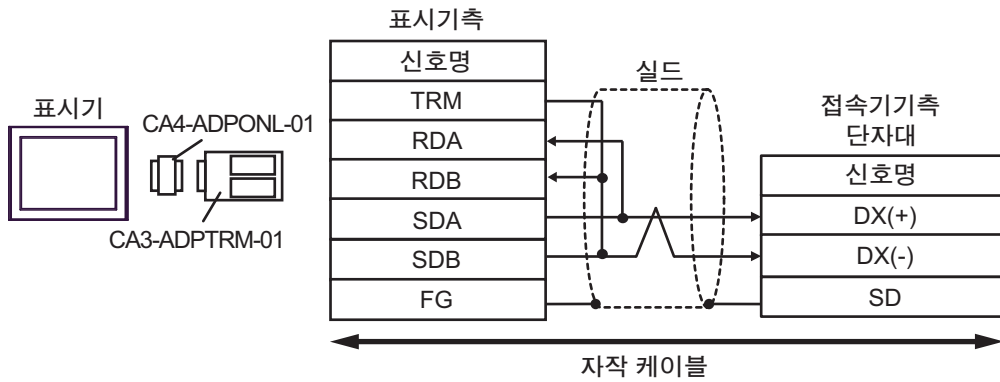 표시기
CA4-ADPONL-01
CA3-ADPTRM-01
표시기측
신호명
TRM
RDA
RDB
SDA
SDB
FG
실드
접속기기측
단자대
신호명
DX(+)
DX(-)
SD
자작 케이블